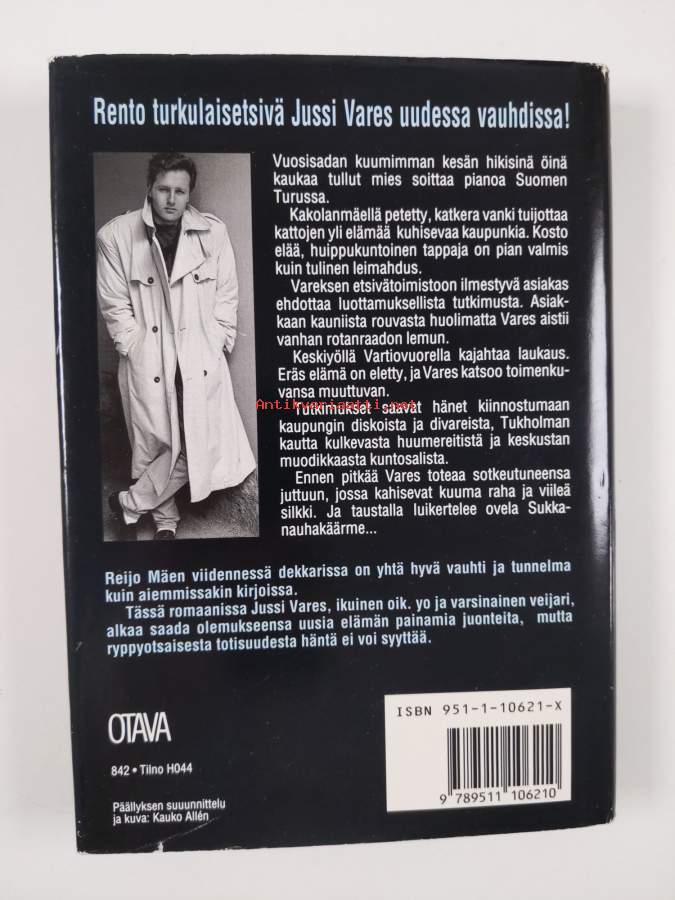 Rento turkulaisetsivä Jussi Vares uudessa vauhdissa!
Vuosisadan kuumimman kesän hikisinä öinä
kaukaa tullut mies soittaa pianoa Suomen
Turussa.
Kakolanmäellä petetty, katkera vanki tuijottaa
kattojen yli elämää kuhisevaa kaupunkia. Kosto
elää, huippukuntoinen tappaja on pian valmis
kuin tulinen leimahdus.
Vareksen etsivätoimistoon ilmestyvä asiakas
ehdottaa luottamuksellista tutkimusta. Asiak-
kaan kauniista rouvasta huolimatta Vares aistii
vanhan rotanraadon lemun.
Keskiyöllä Vartiovuorella kajahtaa laukaus.
Eräs elämä on eletty, ja Vares katsoo toimenku-
vansa muuttuvan.
Antikvariaatti.net
Tutkimukset saavat hänet kiinnostumaan
kaupungin diskoista ja divareista, Tukholman
kautta kulkevasta huumereitistä ja keskustan
muodikkaasta kuntosalista.
Ennen pitkää Vares toteaa sotkeutuneensa
juttuun, jossa kahisevat kuuma raha ja viileä
silkki. Ja taustalla luikertelee ovela Sukka-
nauhakäärme...
Reijo Mäen viidennessä dekkarissa on yhtä hyvä vauhti ja tunnelma
kuin aiemmissakin kirjoissa.
Tässä romaanissa Jussi Vares, ikuinen oik. yo ja varsinainen veijari,
alkaa saada olemukseensa uusia elämän painamia juonteita, mutta
ryppyotsaisesta totisuudesta häntä ei voi syyttää.
OTAVA
842 • Tilno H044
Päällyksen suuunnittelu
ja kuva: Kauko Allén
ISBN 951-1-10621-X
9 789511 106210